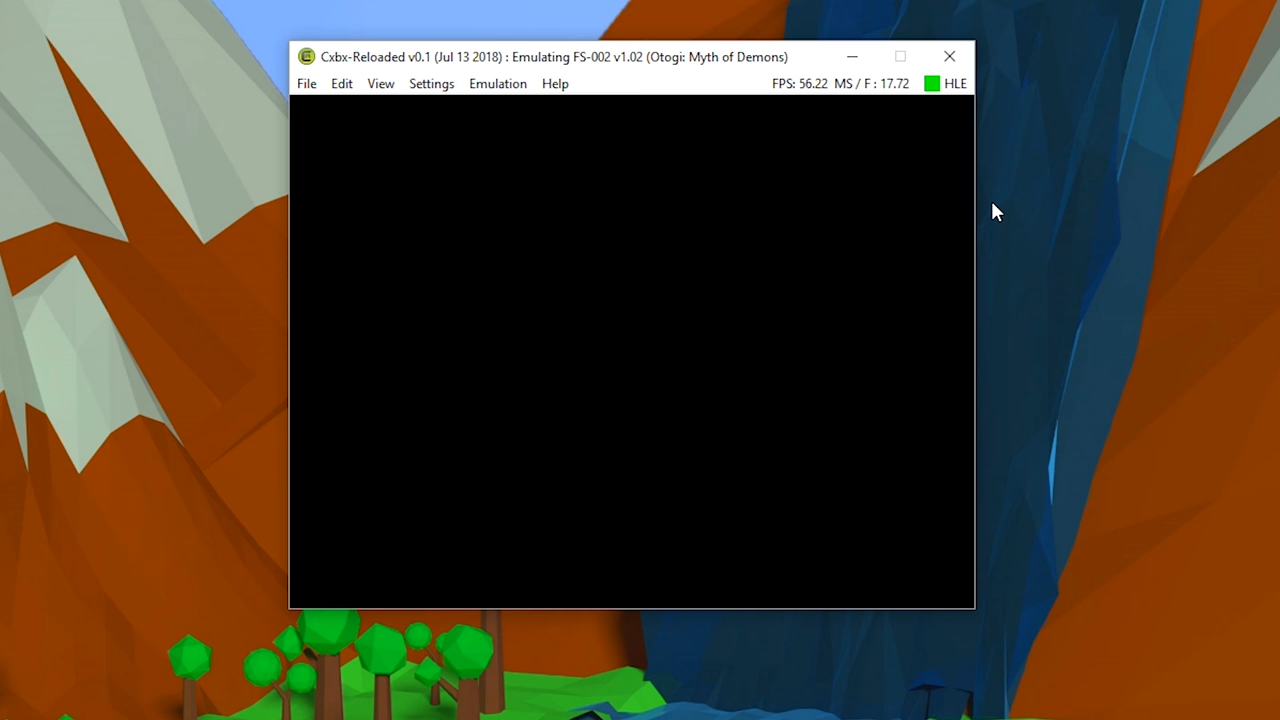 Cxbx-Reloaded v0.1 (Jul 13 2018) : Emulating FS-002 v1.02 (Otogi: Myth of Demons)
File Edit View Settings Emulation Help FPS: 56.22 MS / F : 17.72 HLE